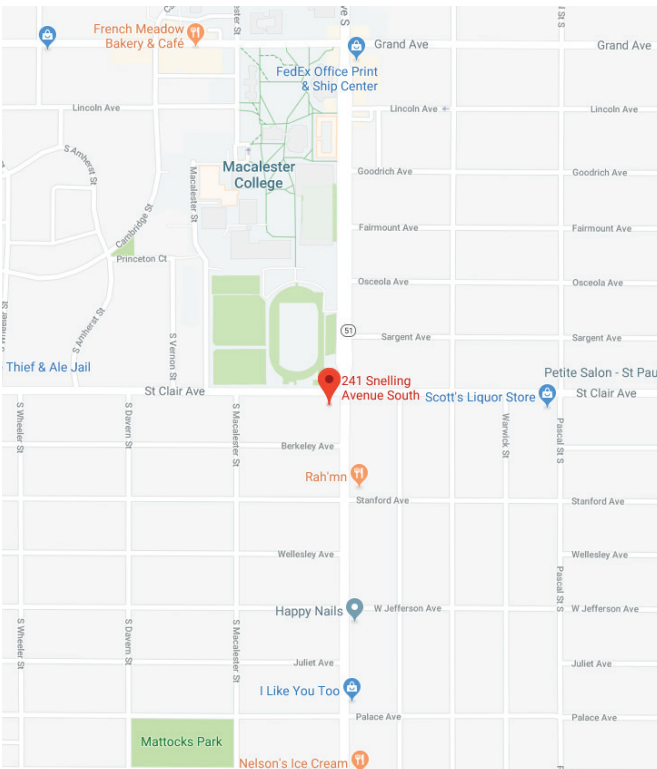 French Meadow
Bakery & Café
ester St
ve S
l St S
Grand Ave
Grand Ave
FedEx Office Print
& Ship Center
Lincoln Ave
Lincoln Ave
Lincoln Ave
S Amherst St
Macalester
College
Macalester St
Goodrich Ave
Goodrich Ave
Cambridge St
Fairmount Ave
Fairmount Ave
Princeton Ct
Osceola Ave
Osceola Ave
S Amherst St
S Vernon St
51
Sargent Ave
Sargent Ave
Thief & Ale Jail
241 Snelling
Avenue South
Petite Salon - St Pau
St Clair Ave
Scott's Liquor Store
St Clair Ave
S Wheeler St
S Davern St
S Macalester St
Warwick St
Pascal St S
Berkeley Ave
Rah'mn
Stanford Ave
Stanford Ave
Wellesley Ave
Wellesley Ave
Pascal St S
Happy Nails
W Jefferson Ave
W Jefferson Ave
S Wheeler St
S Davern St
S Macalester St
Juliet Ave
Juliet Ave
I Like You Too
Palace Ave
Palace Ave
Mattocks Park
Nelson's Ice Cream